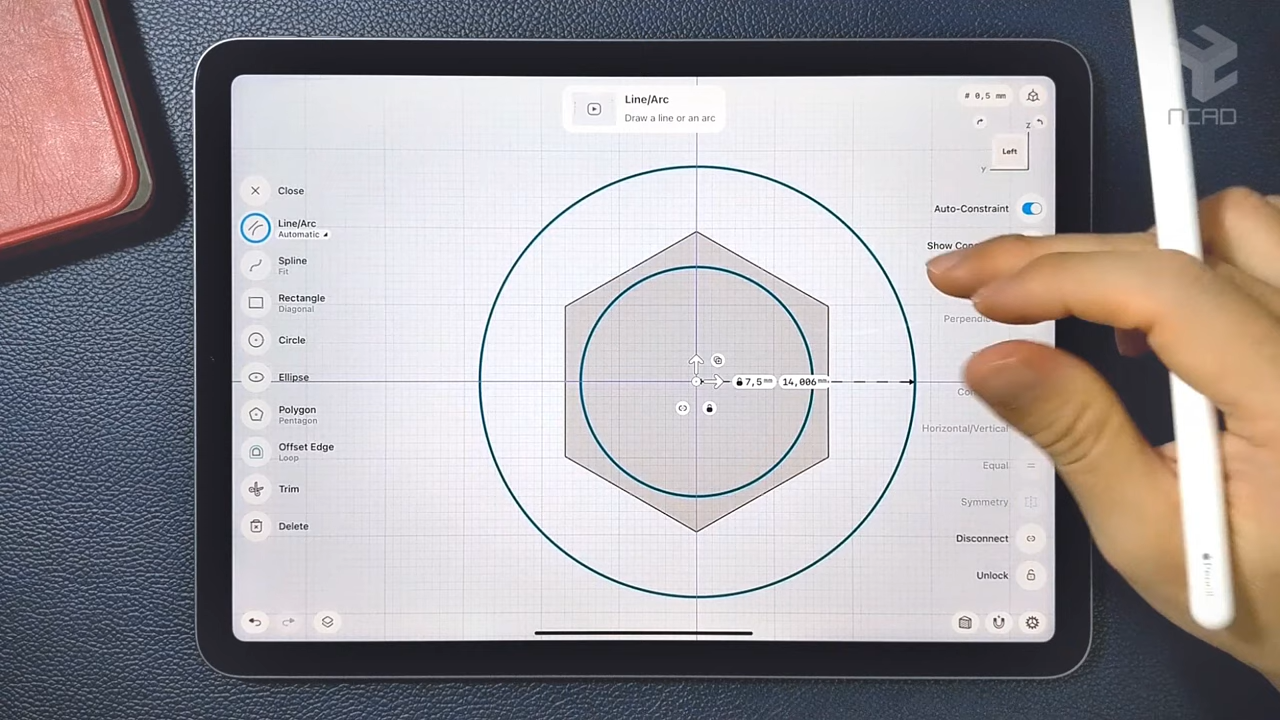 NCAD
Line/Arc
Draw a line or an arc
# 0,5 mm
Z
Left
Y
Close
Line/Arc
Automatic
Spline
Fit
Rectangle
Diagonal
Circle
Ellipse
Polygon
Pentagon
Offset Edge
Loop
Trim
Delete
7,5 mm
14,006 mm
Auto-Constraint
Show
Horizontal/Vertical
Equal
Symmetry
Disconnect
Unlock